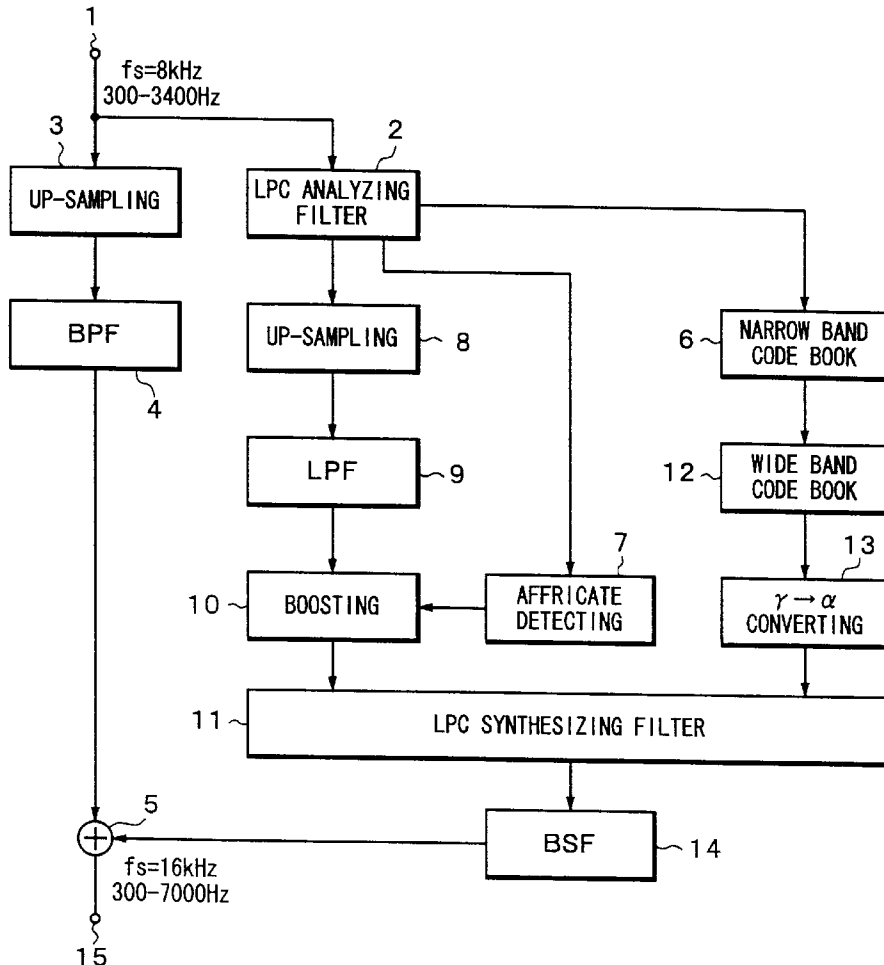 1
fs=8kHz
300-3400Hz
3
2
UP-SAMPLING
LPC ANALYZING
FILTER
BPF
4
UP-SAMPLING
8
6
NARROW BAND
CODE BOOK
LPF
9
12
WIDE BAND
CODE BOOK
7
13
10
BOOSTING
AFFRICATE
DETECTING
γ→α
CONVERTING
11
LPC SYNTHESIZING FILTER
5
BSF
14
fs=16kHz
300-7000Hz
15